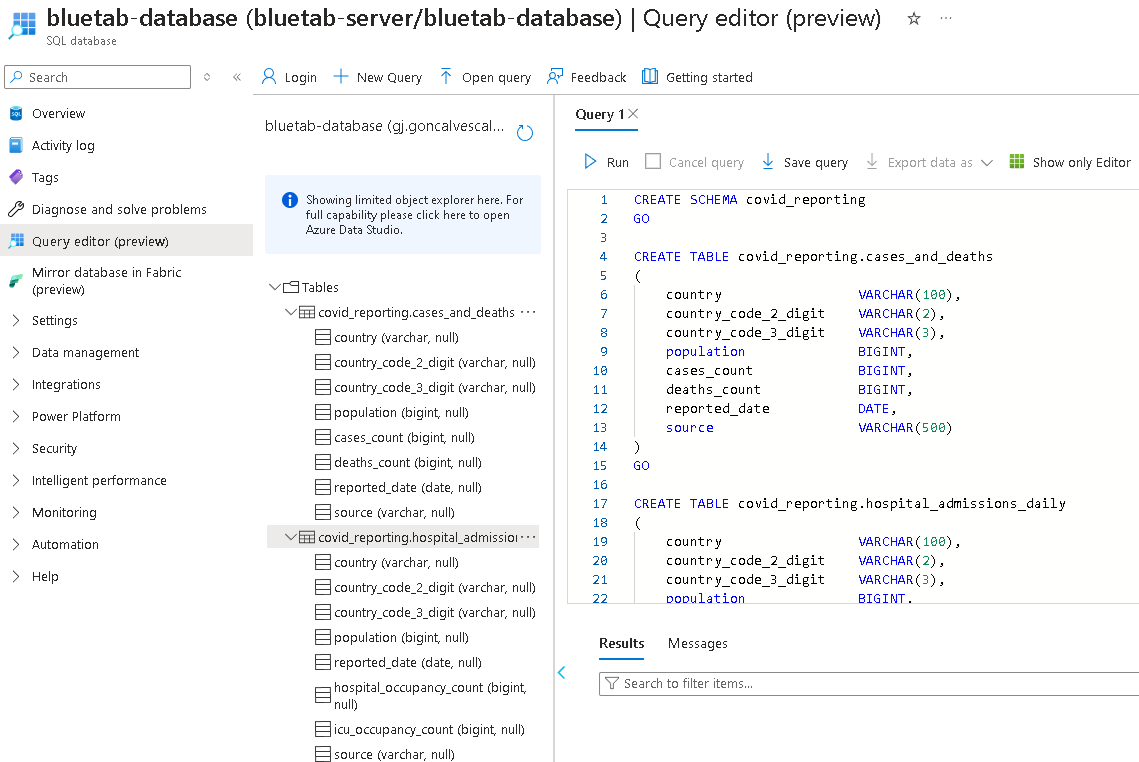 bluetab-database (bluetab-server/bluetab-database) | Query editor (preview)
SQL database
Search
Overview
Activity log
Tags
Diagnose and solve problems
Query editor (preview)
Mirror database in Fabric
(preview)
Settings
Data management
Integrations
Power Platform
Security
Intelligent performance
Monitoring
Automation
Help
Login
New Query
Open query
Feedback
Getting started
bluetab-database (gj.goncalvescal...
Showing limited object explorer here. For
full capability please click here to open
Azure Data Studio.
Tables
covid_reporting.cases_and_deaths ...
country (varchar, null)
country_code_2_digit (varchar, null)
country_code_3_digit (varchar, null)
population (bigint, null)
cases_count (bigint, null)
deaths_count (bigint, null)
reported_date (date, null)
source (varchar, null)
covid_reporting.hospital_admission ...
country (varchar, null)
country_code_2_digit (varchar, null)
country_code_3_digit (varchar, null)
population (bigint, null)
reported_date (date, null)
hospital_occupancy_count (bigint,
null)
icu_occupancy_count (bigint, null)
source (varchar, null)
Query 1
Run
Cancel query
Save query
Export data as
Show only Editor
1 CREATE SCHEMA covid_reporting
2 GO
3
4 CREATE TABLE covid_reporting.cases_and_deaths
5 (
6 country VARCHAR(100),
7 country_code_2_digit VARCHAR(2),
8 country_code_3_digit VARCHAR(3),
9 population BIGINT,
10 cases_count BIGINT,
11 deaths_count BIGINT,
12 reported_date DATE,
13 source VARCHAR(500)
14 )
15 GO
16
17 CREATE TABLE covid_reporting.hospital_admissions_daily
18 (
19 country VARCHAR(100),
20 country_code_2_digit VARCHAR(2),
21 country_code_3_digit VARCHAR(3),
22 population BIGINT,
Results
Messages
Search to filter items...